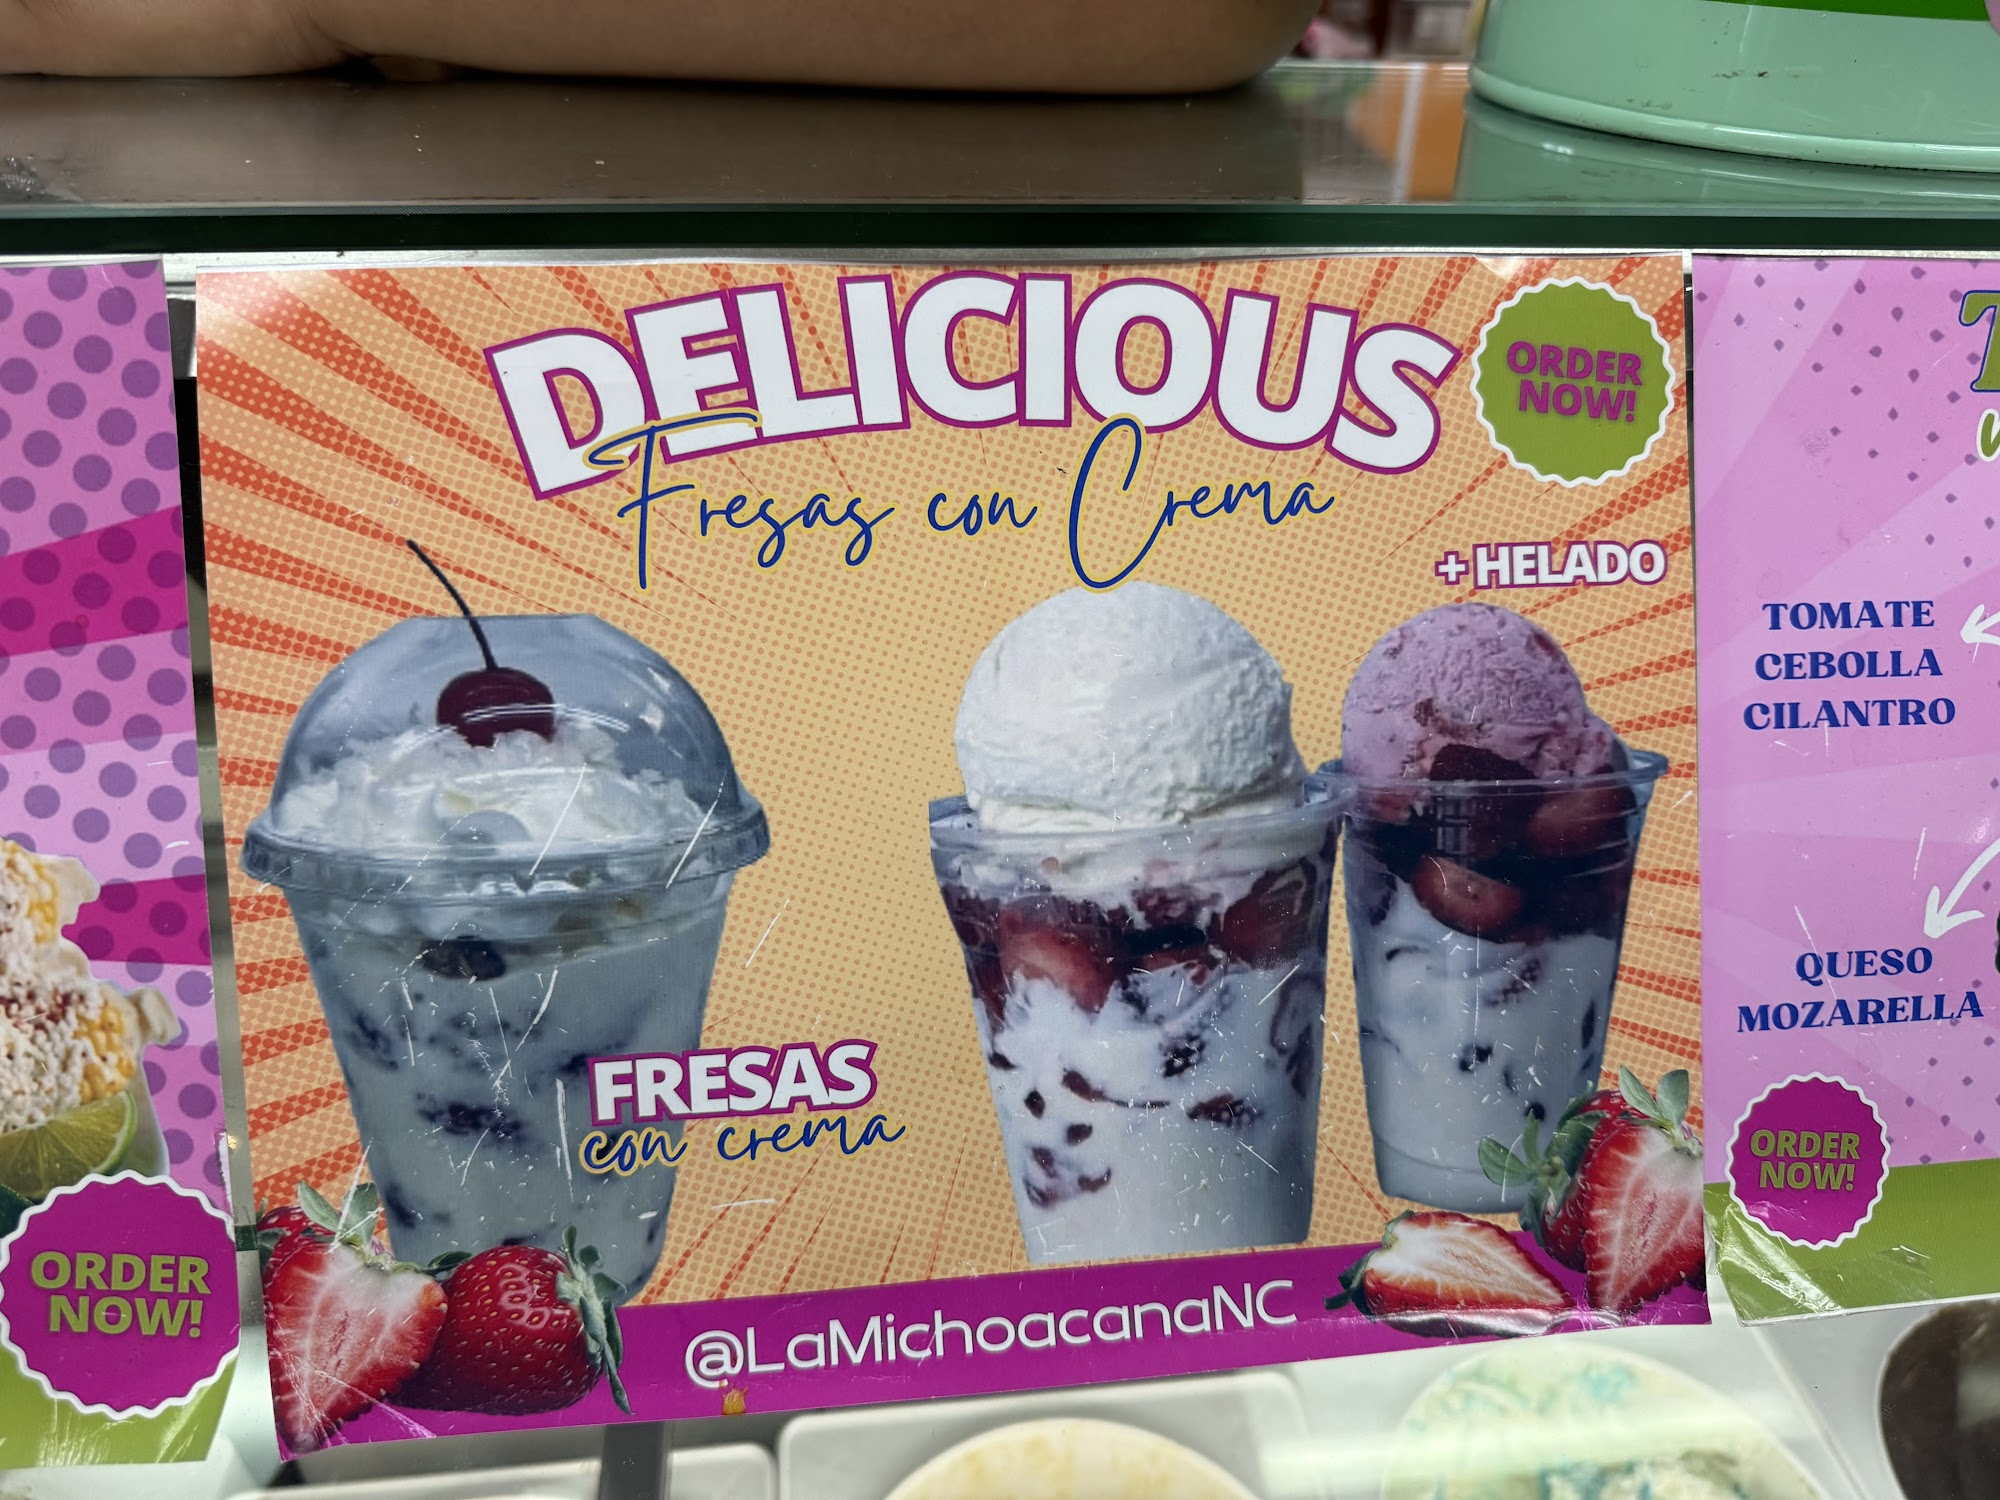 DELICIOUS
Fresas con Crema
ORDER
NOW!
+ HELADO
FRESAS
con crema
@LaMichoacanaNC
ORDER
NOW!
TOMATE
CEBOLLA
CILANTRO
QUESO
MOZARELLA
ORDER
NOW!